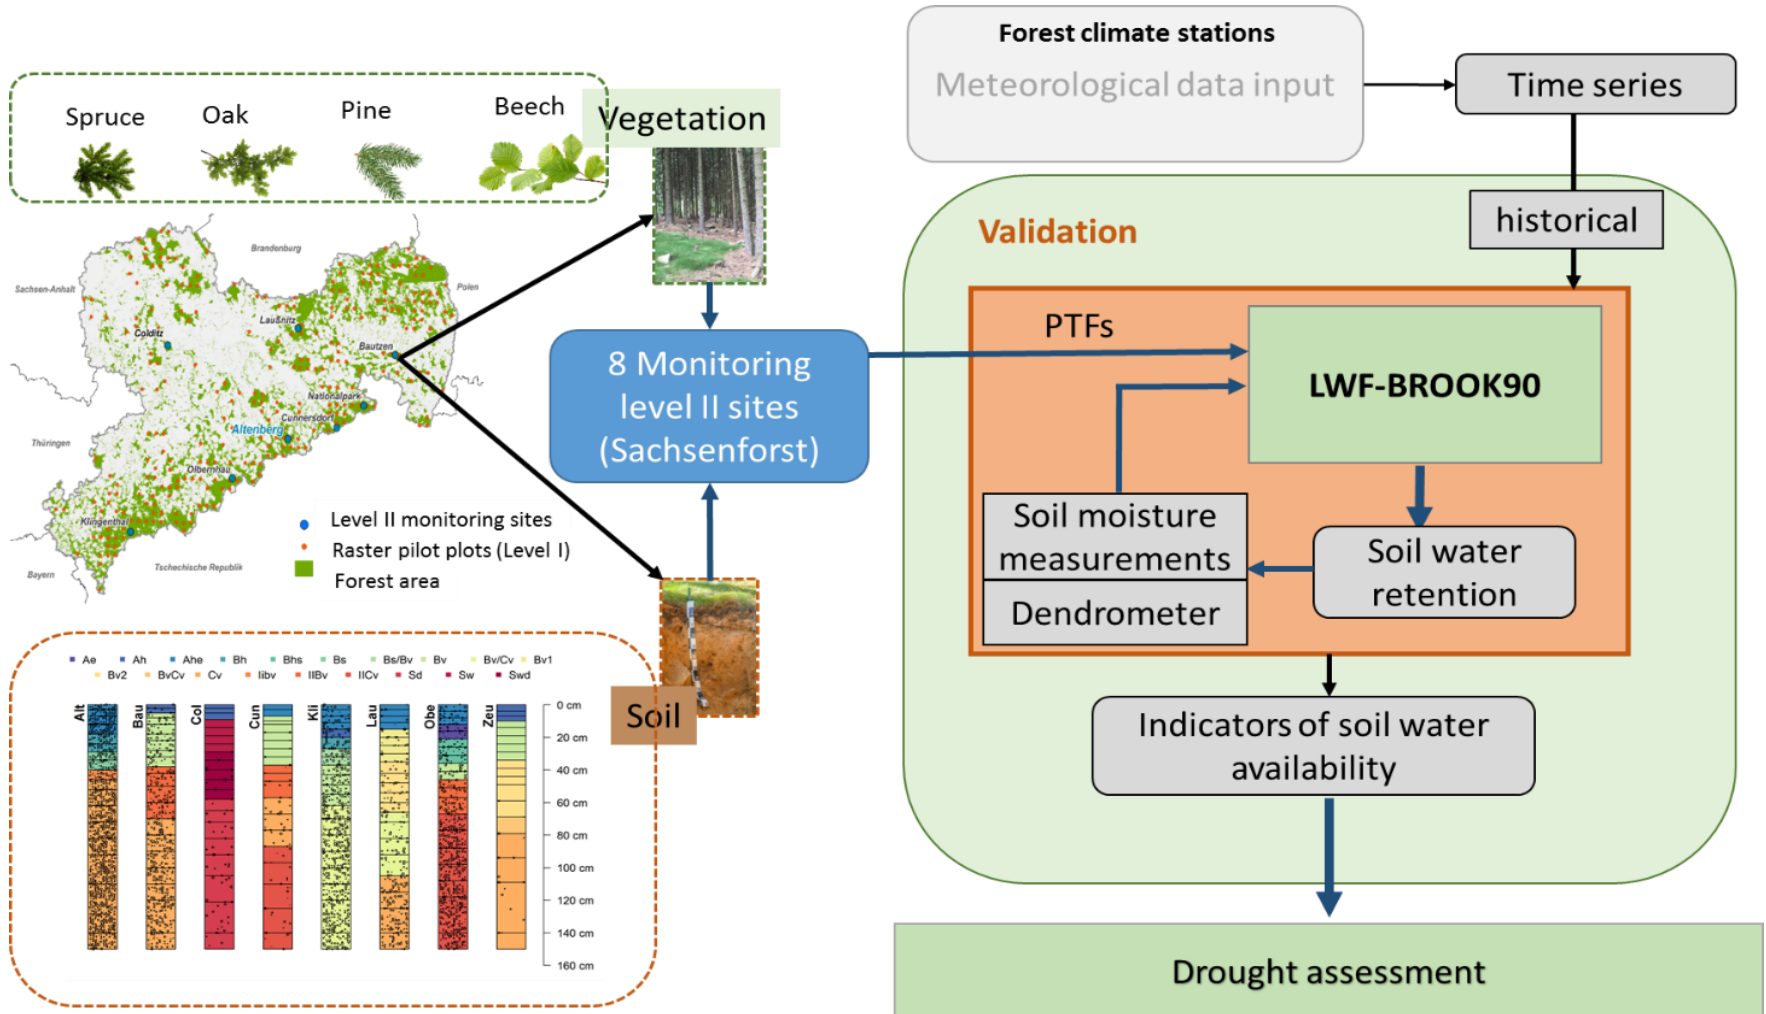 Spruce
Oak
Pine
Beech
Vegetation
Brandenburg
Sachsen-Anhalt
Polen
Laußnitz
Colditz
Bautzen
Nationalpark
Cunnersdorf
Altenberg
Thüringen
Olbernhau
Klingenthal
Bayern
Tschechische Republik
Level II monitoring sites
Raster pilot plots (Level I)
Forest area
8 Monitoring
level II sites
(Sachsenforst)
Ae Ah Ahe Bh Bhs Bs Bs/Bv Bv Bv/Cv Bv1
Bv2 BvCv Cv Iibv IIBv IICv Sd Sw Swd
Alt
Bau
Col
Cun
Kli
Lau
Obe
Zeu
0 cm
20 cm
40 cm
60 cm
80 cm
100 cm
120 cm
140 cm
160 cm
Soil
Forest climate stations
Meteorological data input
Time series
historical
Validation
PTFs
LWF-BROOK90
Soil moisture
measurements
Dendrometer
Soil water
retention
Indicators of soil water
availability
Drought assessment